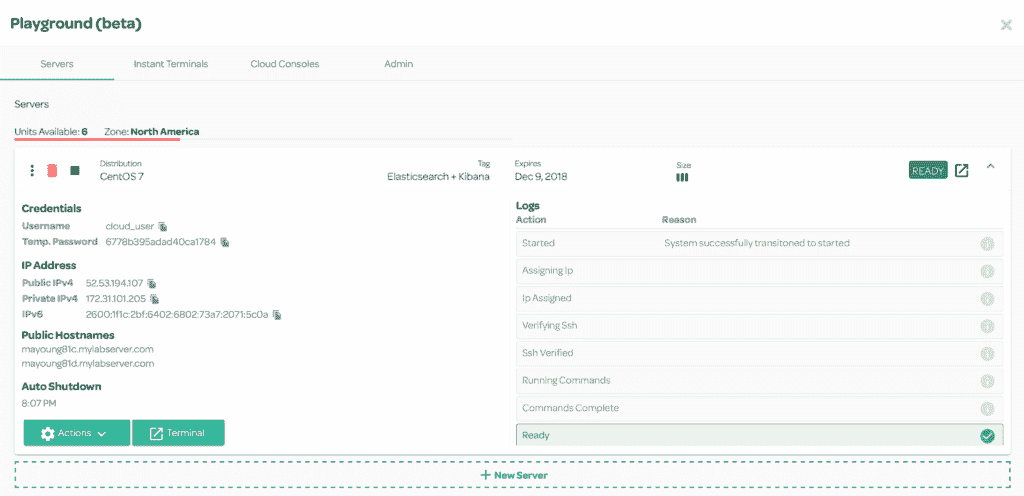 Playground (beta)
Servers Instant Terminals Cloud Consoles Admin
Servers
Units Available: 6 Zone: North America
Distribution
CentOS 7
Tag
Elasticsearch + Kibana
Expires
Dec 9, 2018
Size
READY
Credentials
Username cloud_user
Temp. Password 6778b395adad40ca1784
IP Address
Public IPv4 52.53.194.107
Private IPv4 172.31.101.205
IPv6 2600:1f1c:2bf:6402:6802:73a7:2071:5c0a
Public Hostnames
mayoung81c.mylabserver.com
mayoung81d.mylabserver.com
Auto Shutdown
8:07 PM
Actions
Terminal
Logs
Action Reason
Started System successfully transitoned to started
Assigning Ip
Ip Assigned
Verifying Ssh
Ssh Verified
Running Commands
Commands Complete
Ready
+ New Server